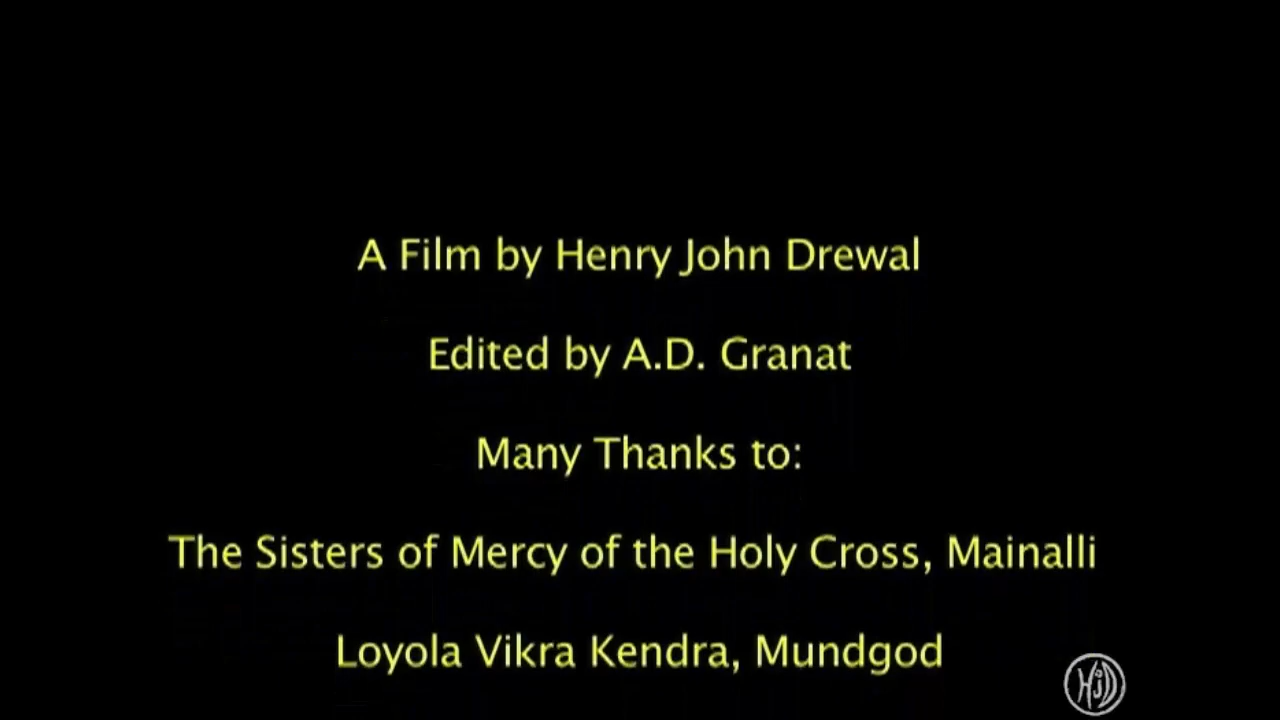 A Film by Henry John Drewal
Edited by A.D. Granat
Many Thanks to:
The Sisters of Mercy of the Holy Cross, Mainalli
Loyola Vikra Kendra, Mundgod
HjD